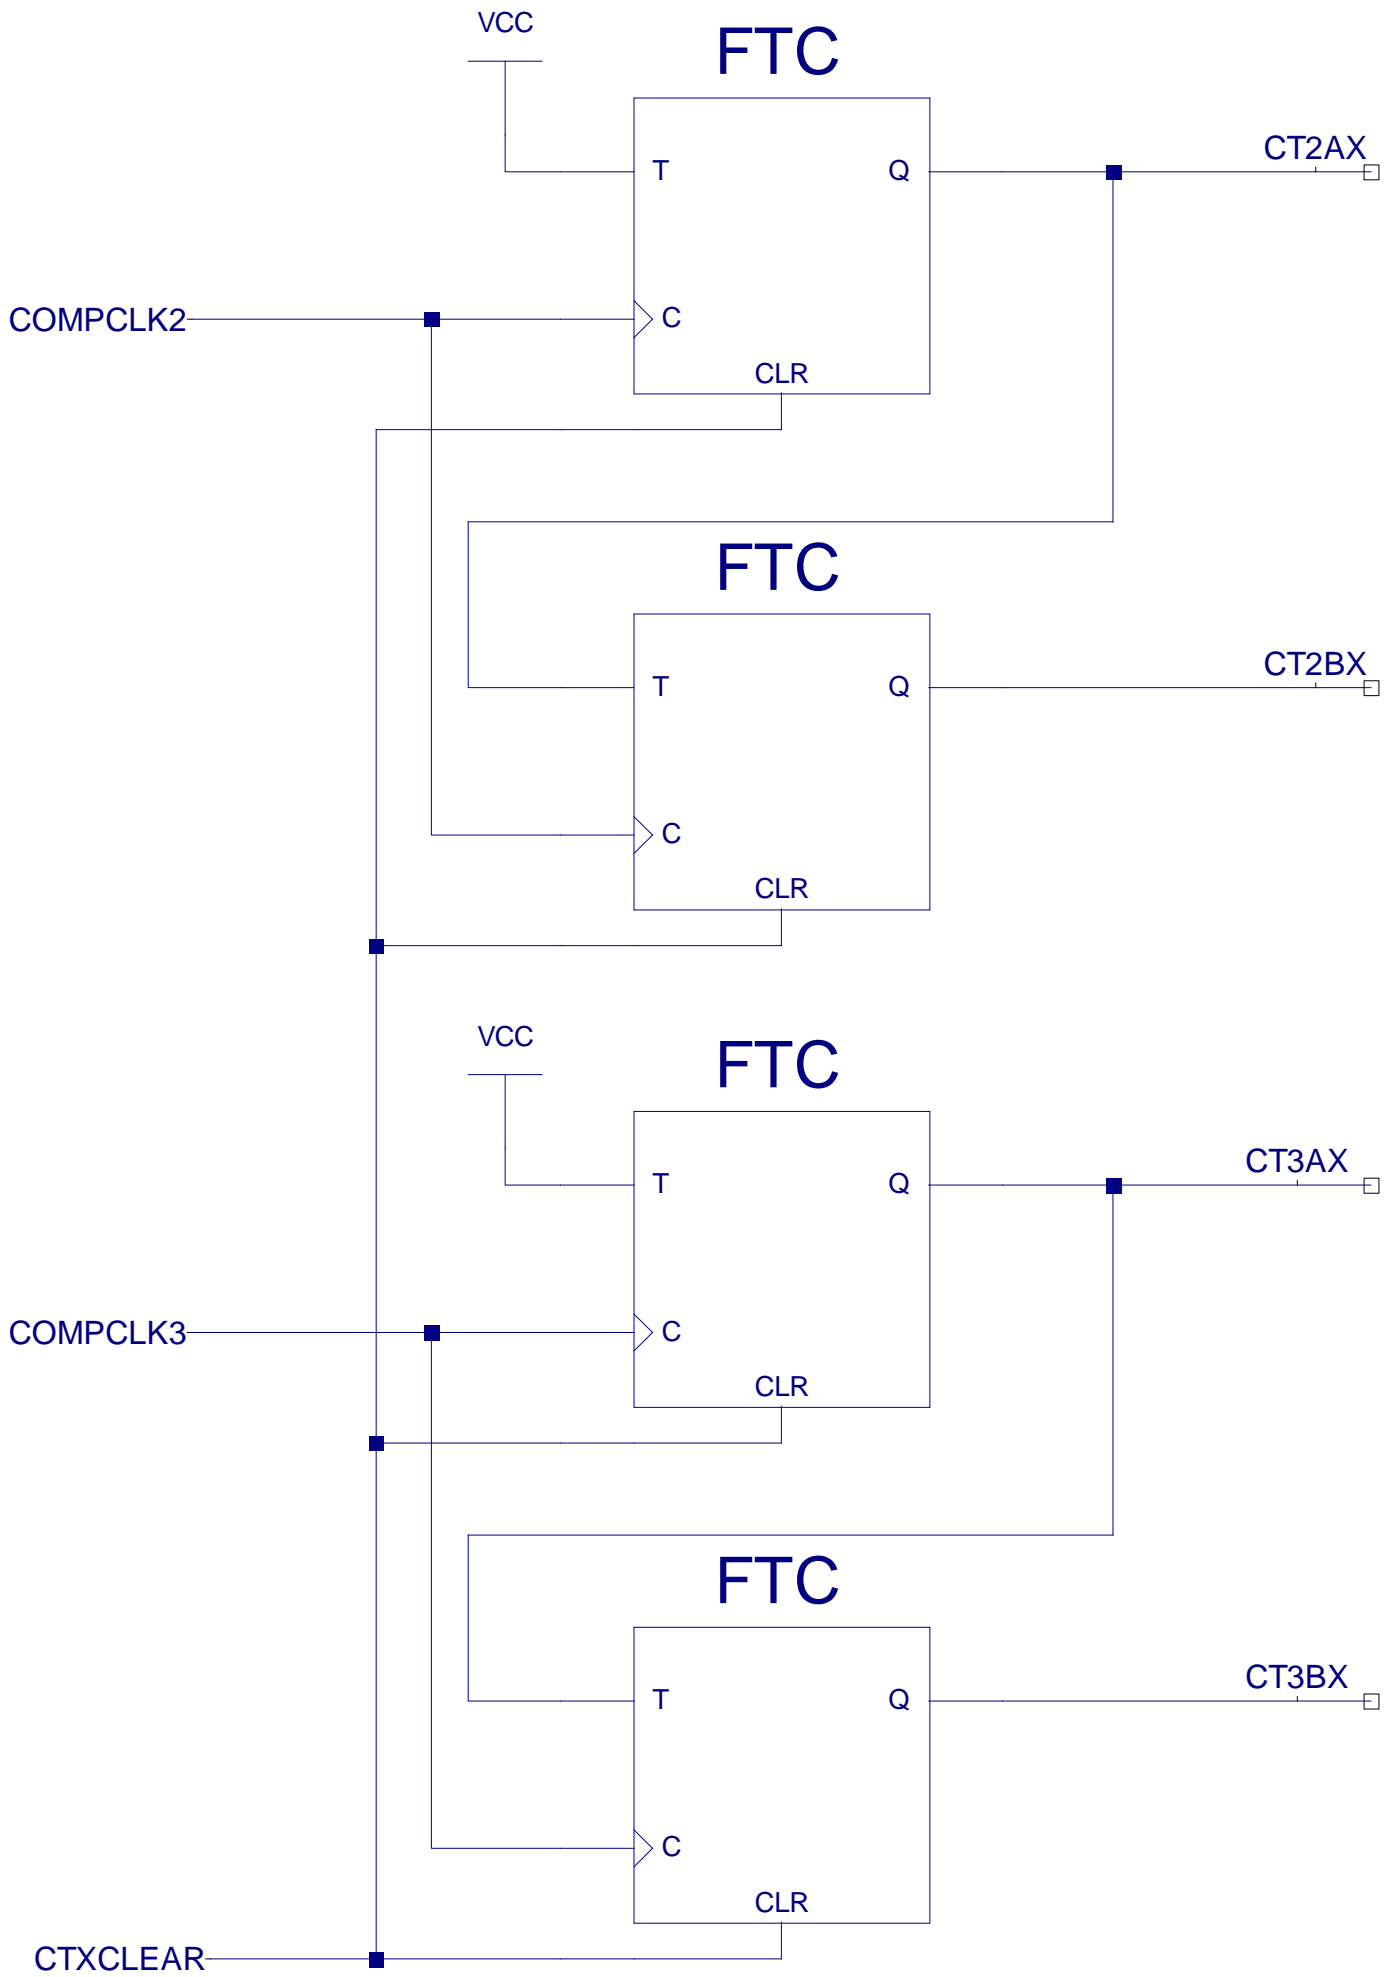 VCC
FTC
CT2AX
T
Q
COMPCLK2
C
CLR
FTC
CT2BX
T
Q
C
CLR
VCC
FTC
CT3AX
T
Q
COMPCLK3
C
CLR
FTC
CT3BX
T
Q
C
CLR
CTXCLEAR